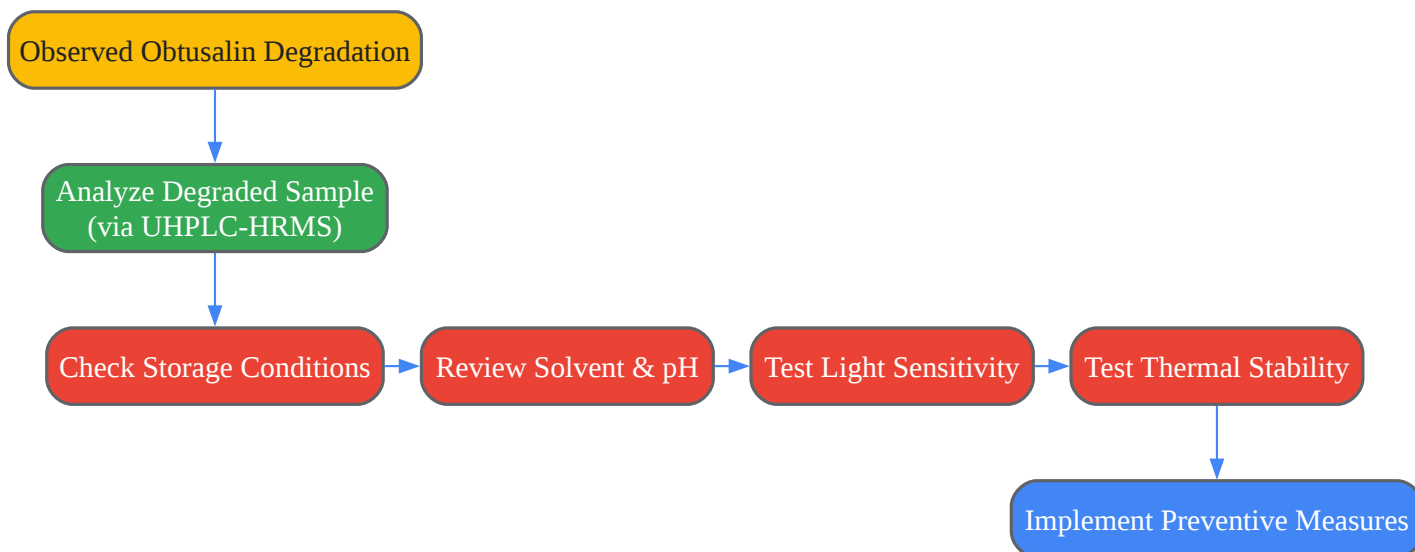 Observed Obtusalin Degradation
Analyze Degraded Sample
(via UHPLC-HRMS)
Check Storage Conditions
Review Solvent & pH
Test Light Sensitivity
Test Thermal Stability
Implement Preventive Measures